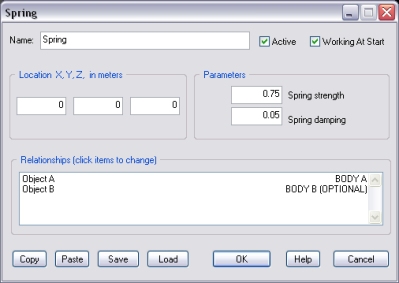 Spring
Name: Spring Active Working At Start
Location X, Y, Z, in meters
0 0 0
Parameters
0.75 Spring strength
0.05 Spring damping
Relationships (click items to change)
Object A BODY A
Object B BODY B (OPTIONAL)
Copy Paste Save Load OK Help Cancel